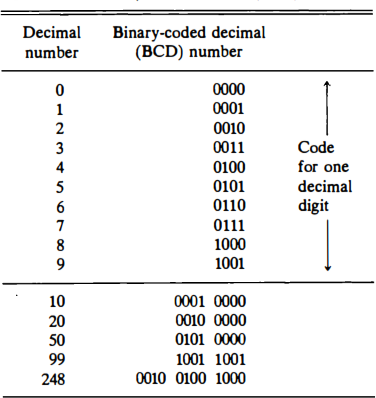 Decimal number Binary-coded decimal (BCD) number
0 0000
1 0001
2 0010
3 0011 Code
4 0100 for one
5 0101 decimal
6 0110 digit
7 0111
8 1000
9 1001
10 0001 0000
20 0010 0000
50 0101 0000
99 1001 1001
248 0010 0100 1000